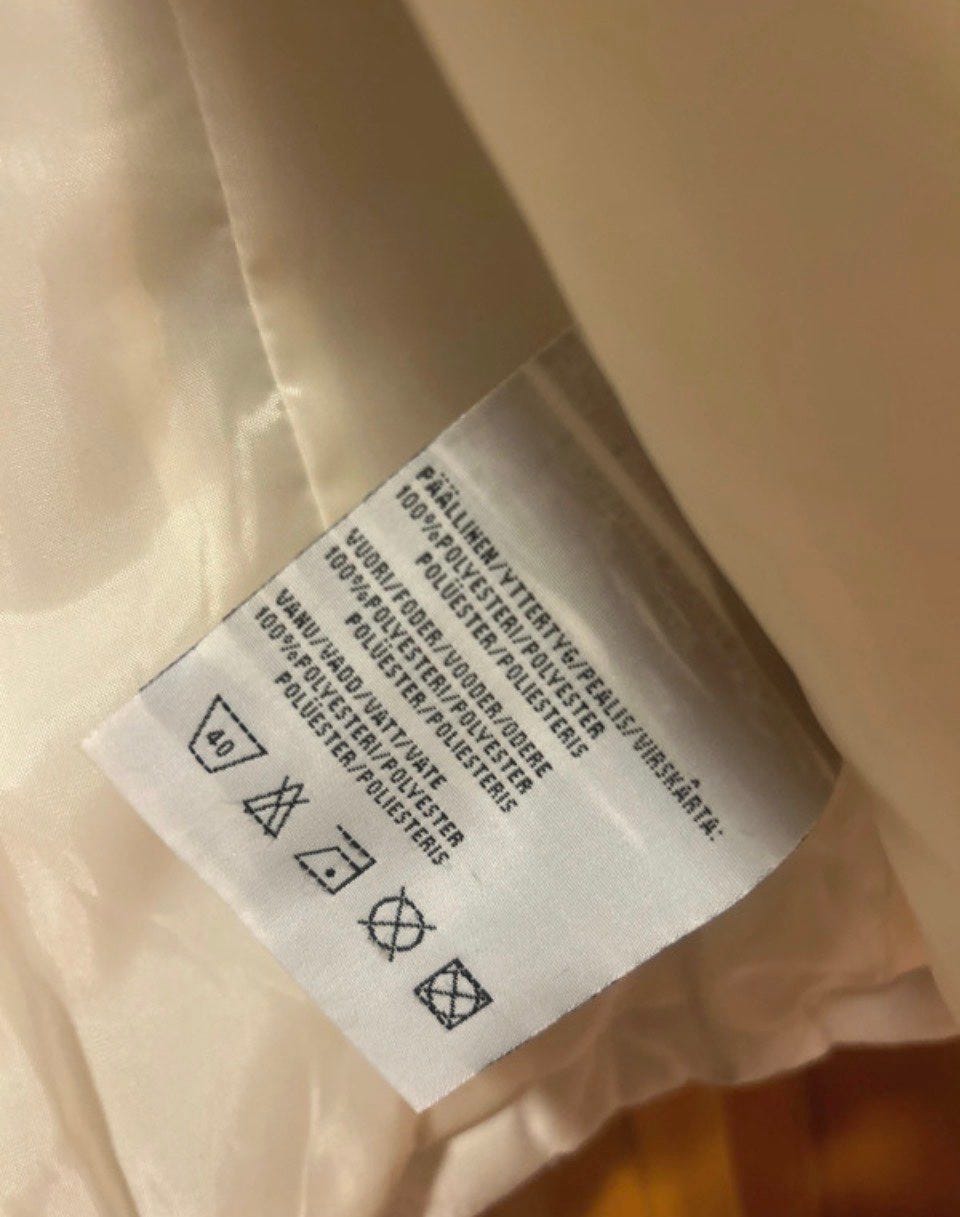 PÄÄLLINEN/YTTERTYG/PEALIS/VIRSKÅRTA:
100%POLYESTERI/POLYESTER
POLÜESTER/POLIESTERIS
VUORI/FODER/VOODER/ODERE
100%POLYESTERI/POLYESTER
POLÜESTER/POLIESTERIS
VANU/VADD/VATT/VATE
100%POLYESTERI/POLYESTER
POLÜESTER/POLIESTERIS
40